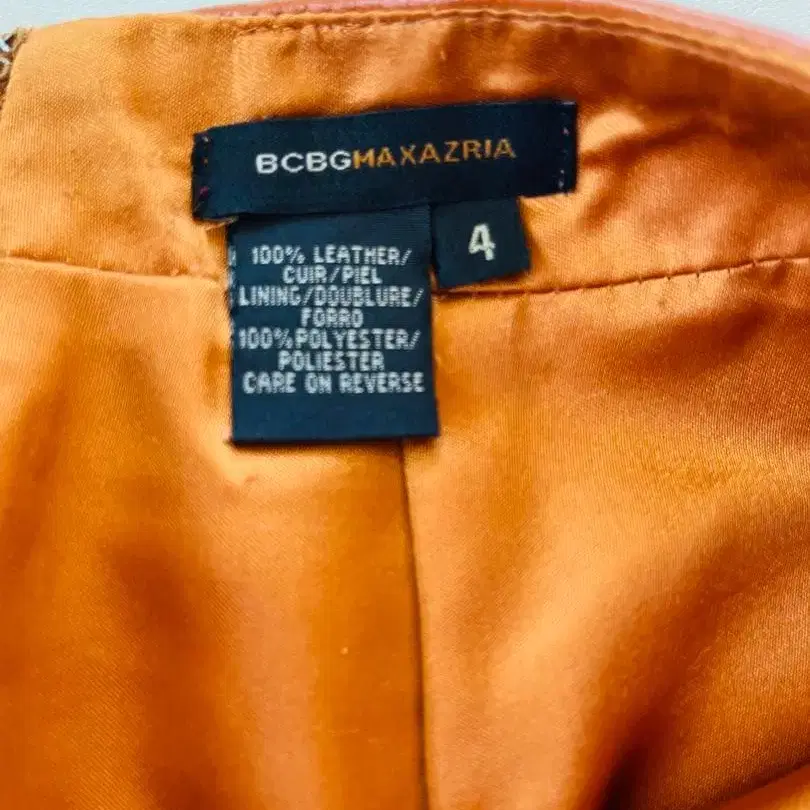 BCBGMAXAZRIA
4
100% LEATHER/
CUIR/PIEL
LINING/DOUBLURE/
FORRO
100%POLYESTER/
POLIESTER
CARE ON REVERSE